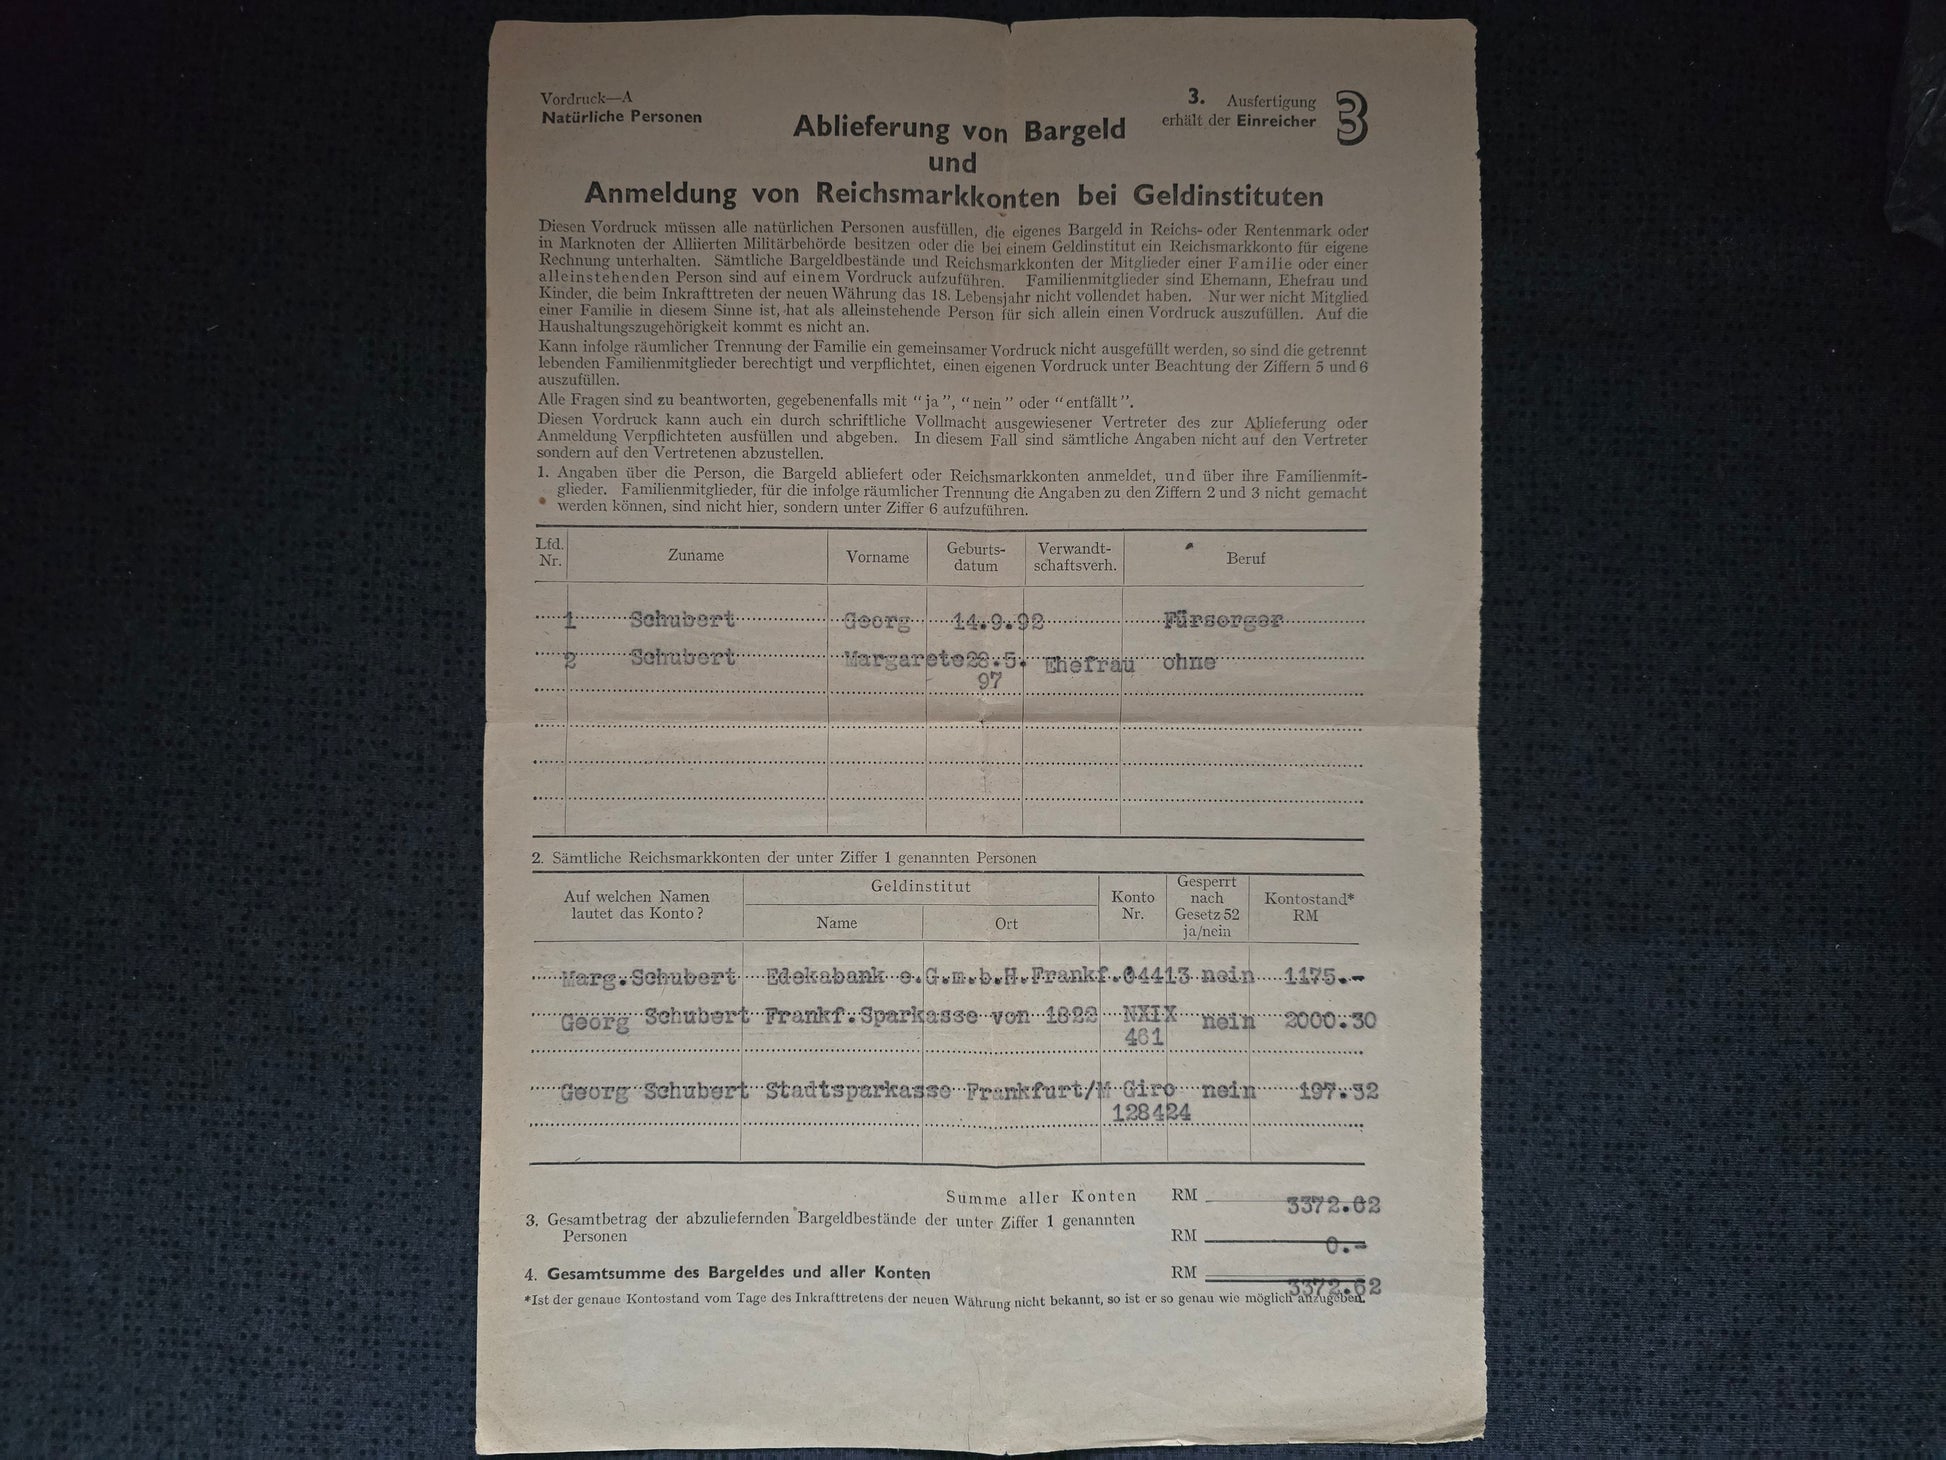 Vordruck—A
Natürliche Personen
3. Ausfertigung
erhält der Einreicher
3
Ablieferung von Bargeld
und
Anmeldung von Reichsmarkkonten bei Geldinstituten
Diesen Vordruck müssen alle natürlichen Personen ausfüllen, die eigenes Bargeld in Reichs- oder Rentenmark oder
in Marknoten der Alliierten Militärbehörde besitzen oder die bei einem Geldinstitut ein Reichsmarkkonto für eigene
Rechnung unterhalten. Sämtliche Bargeldbestände und Reichsmarkkonten der Mitglieder einer Familie oder einer
alleinstehenden Person sind auf einem Vordruck aufzuführen. Familienmitglieder sind Ehemann, Ehefrau und
Kinder, die beim Inkrafttreten der neuen Währung das 18. Lebensjahr nicht vollendet haben. Nur wer nicht Mitglied
einer Familie in diesem Sinne ist, hat als alleinstehende Person für sich allein einen Vordruck auszufüllen. Auf die
Haushaltungszugehörigkeit kommt es nicht an.
Kann infolge räumlicher Trennung der Familie ein gemeinsamer Vordruck nicht ausgefüllt werden, so sind die getrennt
lebenden Familienmitglieder berechtigt und verpflichtet, einen eigenen Vordruck unter Beachtung der Ziffern 5 und 6
auszufüllen.
Alle Fragen sind zu beantworten, gegebenenfalls mit "ja", "nein" oder "entfällt".
Diesen Vordruck kann auch ein durch schriftliche Vollmacht ausgewiesener Vertreter des zur Ablieferung oder
Anmeldung Verpflichteten ausfüllen und abgeben. In diesem Fall sind sämtliche Angaben nicht auf den Vertreter
sondern auf den Vertretenen abzustellen.
1. Angaben über die Person, die Bargeld abliefert oder Reichsmarkkonten anmeldet, und über ihre Familienmit-
glieder. Familienmitglieder, für die infolge räumlicher Trennung die Angaben zu den Ziffern 2 und 3 nicht gemacht
werden können, sind nicht hier, sondern unter Ziffer 6 aufzuführen.
Lfd. Nr. Zuname Vorname Geburts-datum Verwandt-schaftsverh. Beruf
1 Schubert Georg 14.9.92 Fürsorger
2 Schubert Margarete 28.5. Ehefrau ohne
97
2. Sämtliche Reichsmarkkonten der unter Ziffer 1 genannten Personen
Auf welchen Namen lautet das Konto? Geldinstitut Name Ort Konto Nr. Gesperrt nach Gesetz 52 ja/nein Kontostand* RM
Marg. Schubert Edekabank e.G.m.b.H. Frankf. 04413 nein 1175.-
Georg Schubert Frankf. Sparkasse von 1822 NXIX nein 2000.30
461
Georg Schubert Stadtsparkasse Frankfurt/M Giro nein 197.32
128424
Summe aller Konten RM 3372.62
3. Gesamtbetrag der abzuliefernden Bargeldbestände der unter Ziffer 1 genannten
Personen RM 0.-
4. Gesamtsumme des Bargeldes und aller Konten RM 3372.62
*Ist der genaue Kontostand vom Tage des Inkrafttretens der neuen Währung nicht bekannt, so ist er so genau wie möglich anzugeben.